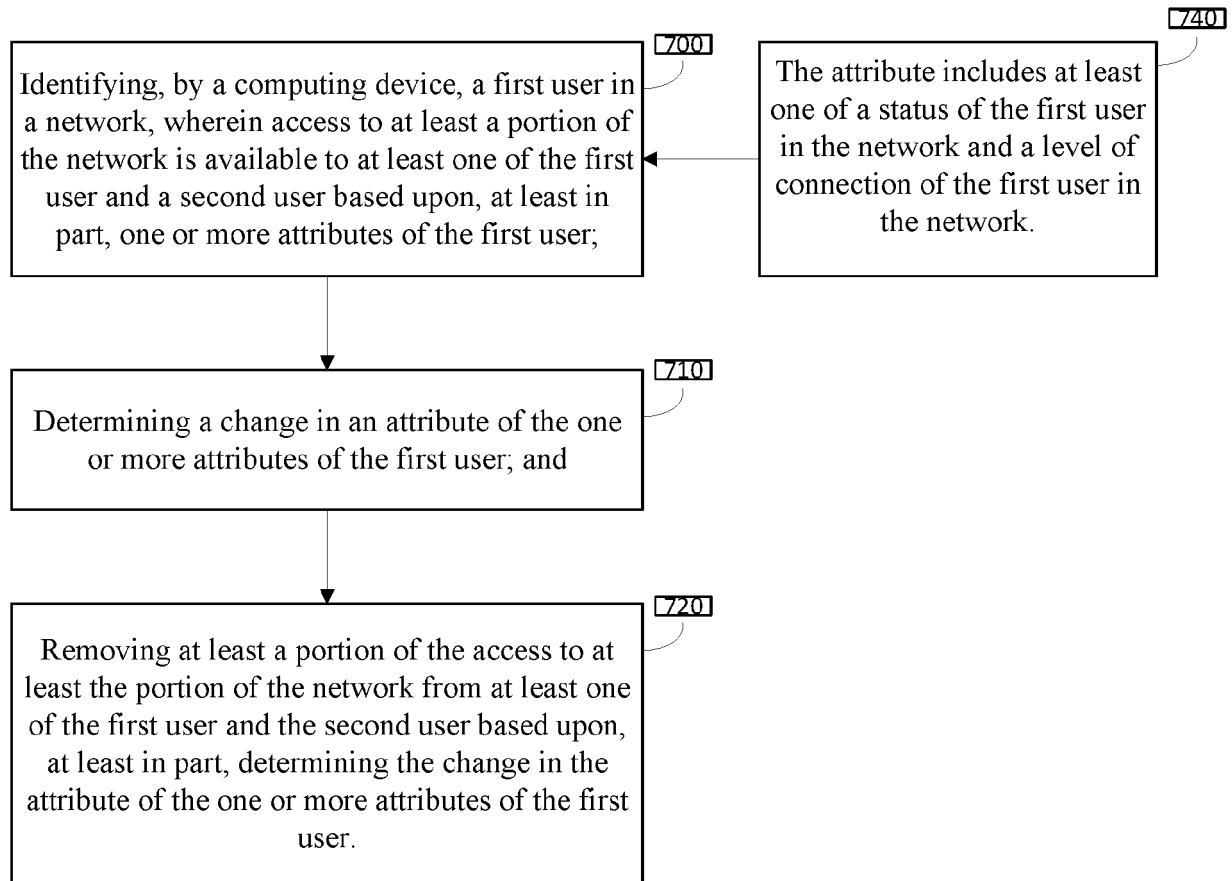 700
Identifying, by a computing device, a first user in
a network, wherein access to at least a portion of
the network is available to at least one of the first
user and a second user based upon, at least in
part, one or more attributes of the first user;
740
The attribute includes at least
one of a status of the first user
in the network and a level of
connection of the first user in
the network.
710
Determining a change in an attribute of the one
or more attributes of the first user; and
720
Removing at least a portion of the access to at
least the portion of the network from at least one
of the first user and the second user based upon,
at least in part, determining the change in the
attribute of the one or more attributes of the first
user.